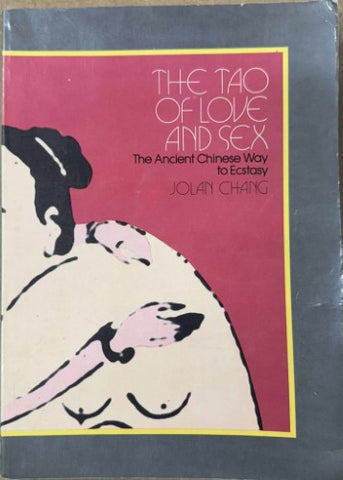 THE TAO
OF LOVE
AND SEX
The Ancient Chinese Way
to Ecstasy
JOLAN CHANG